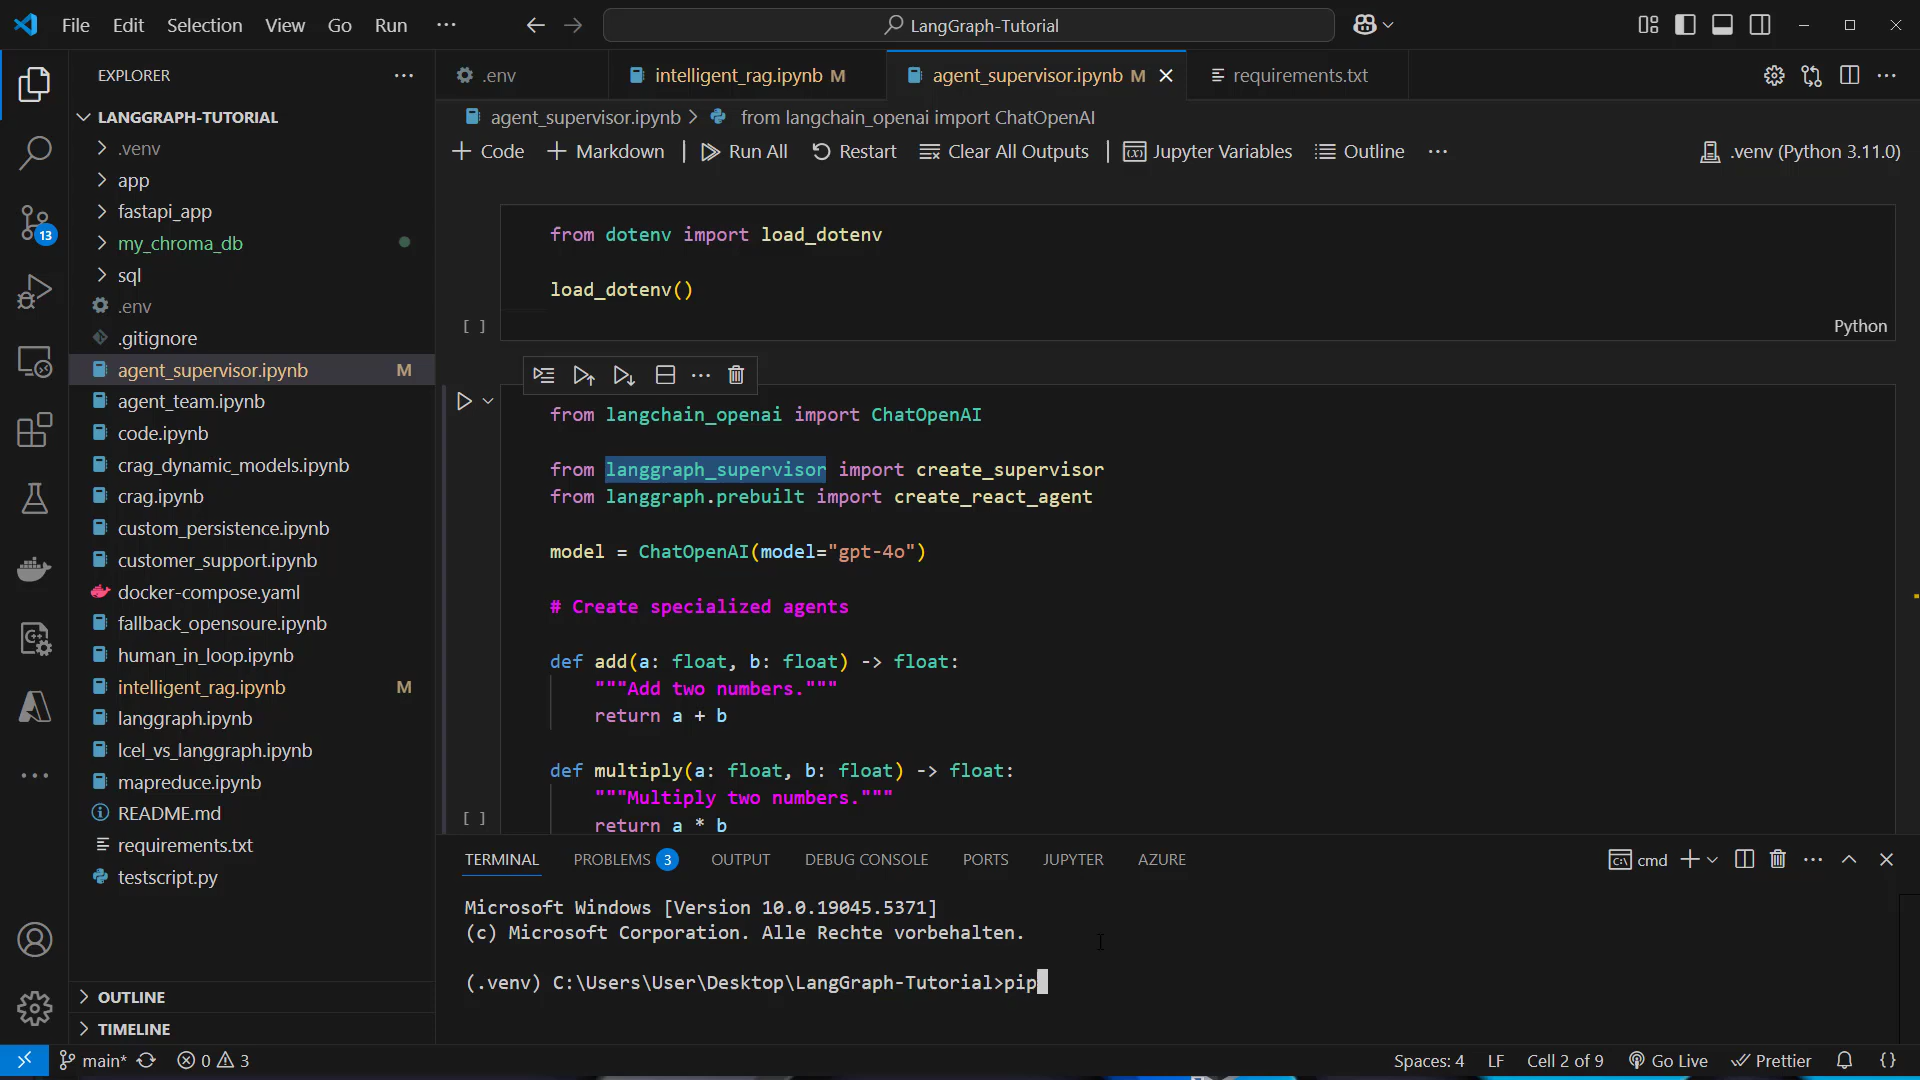 File Edit Selection View Go Run ···
LangGraph-Tutorial
EXPLORER ···
LANGGRAPH-TUTORIAL
.venv
app
fastapi_app
my_chroma_db
sql
.env
.gitignore
agent_supervisor.ipynb M
agent_team.ipynb
code.ipynb
crag_dynamic_models.ipynb
crag.ipynb
custom_persistence.ipynb
customer_support.ipynb
docker-compose.yaml
fallback_opensoure.ipynb
human_in_loop.ipynb
intelligent_rag.ipynb M
langgraph.ipynb
lcel_vs_langgraph.ipynb
mapreduce.ipynb
README.md
requirements.txt
testscript.py
OUTLINE
TIMELINE
13
.env intelligent_rag.ipynb M agent_supervisor.ipynb M requirements.txt
agent_supervisor.ipynb > from langchain_openai import ChatOpenAI
+ Code + Markdown | Run All Restart Clear All Outputs | Jupyter Variables Outline ··· .venv (Python 3.11.0)
from dotenv import load_dotenv
load_dotenv()
[ ] Python
from langchain_openai import ChatOpenAI
from langgraph_supervisor import create_supervisor
from langgraph.prebuilt import create_react_agent
model = ChatOpenAI(model="gpt-4o")
# Create specialized agents
def add(a: float, b: float) -> float:
"""Add two numbers."""
return a + b
def multiply(a: float, b: float) -> float:
"""Multiply two numbers."""
[ ] return a * b
TERMINAL PROBLEMS 3 OUTPUT DEBUG CONSOLE PORTS JUPYTER AZURE cmd
Microsoft Windows [Version 10.0.19045.5371]
(c) Microsoft Corporation. Alle Rechte vorbehalten.
(.venv) C:\Users\User\Desktop\LangGraph-Tutorial>pip
main* 0 3 Spaces: 4 LF Cell 2 of 9 Go Live Prettier {}